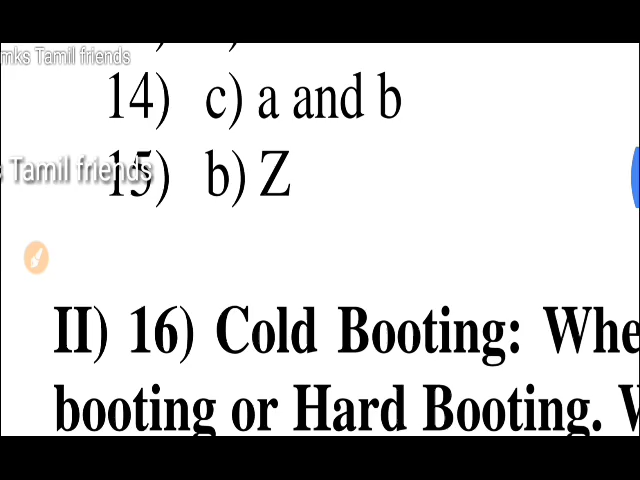 mks Tamil friends
14) c) a and b
Tamil friends
15) b) Z
II) 16) Cold Booting: Whe
booting or Hard Booting.